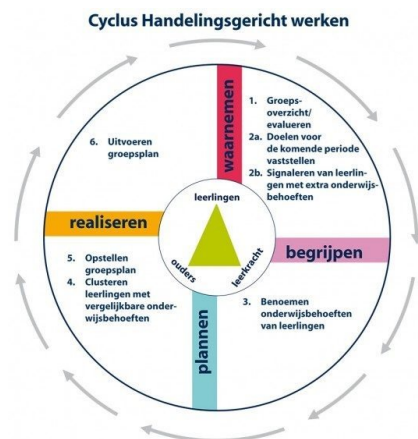 Cyclus Handelingsgericht werken
waarnemen
1. Groeps-
overzicht/
evalueren
2a. Doelen voor
de komende periode
vaststellen
2b. Signaleren van leerlin-
gen met extra onderwijs-
behoeften
begrijpen
3. Benoemen
onderwijsbehoeften
van leerlingen
plannen
5. Opstellen
groepsplan
4. Clusteren
leerlingen met
vergelijkbare onder-
wijsbehoeften
realiseren
6. Uitvoeren
groepsplan
leerlingen
ouders
leerkracht